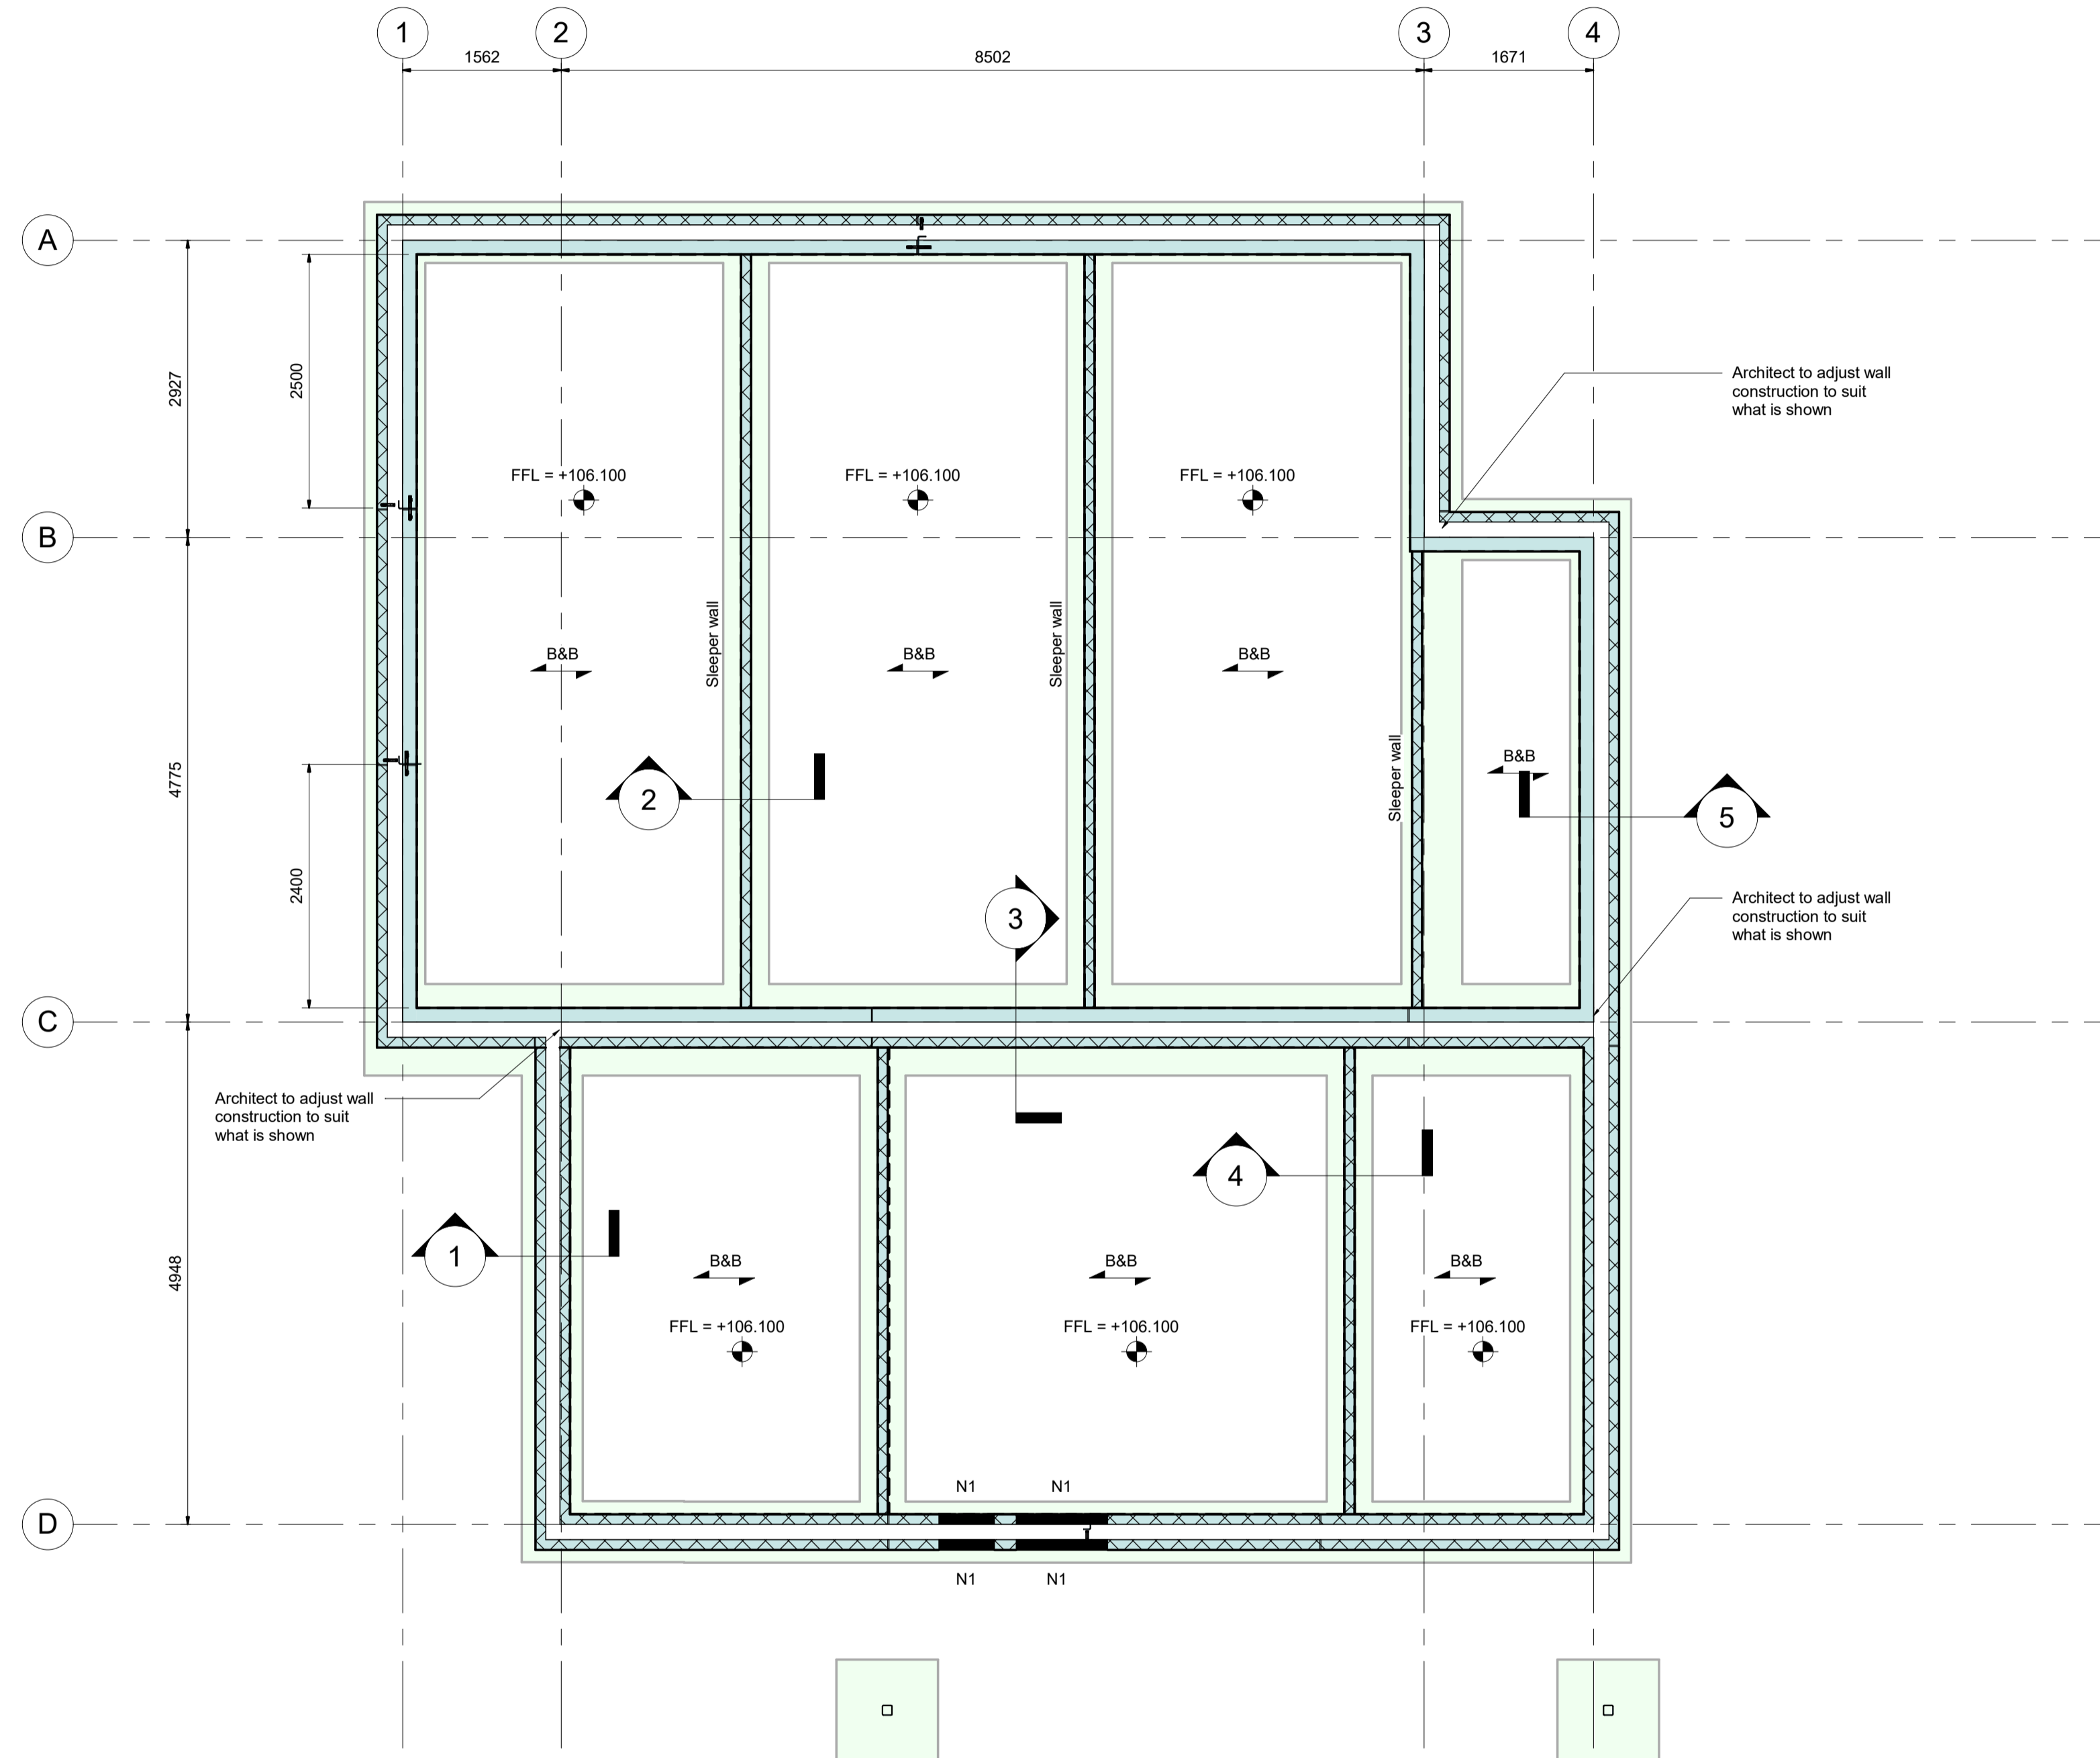 1
2
3
4
1562
8502
1671
A
B
C
D
2927
4775
4948
2500
2400
FFL = +106.100
FFL = +106.100
FFL = +106.100
Architect to adjust wall
construction to suit
what is shown
Sleeper wall
Sleeper wall
Sleeper wall
B&B
B&B
B&B
B&B
2
5
3
Architect to adjust wall
construction to suit
what is shown
Architect to adjust wall
construction to suit
what is shown
4
1
B&B
B&B
B&B
FFL = +106.100
FFL = +106.100
FFL = +106.100
N1
N1
N1
N1